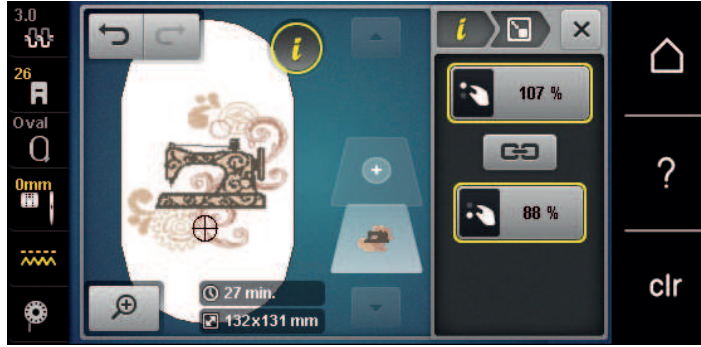 3.0
26
Oval
0mm
i
27 min.
132x131 mm
i
107 %
88 %
?
clr